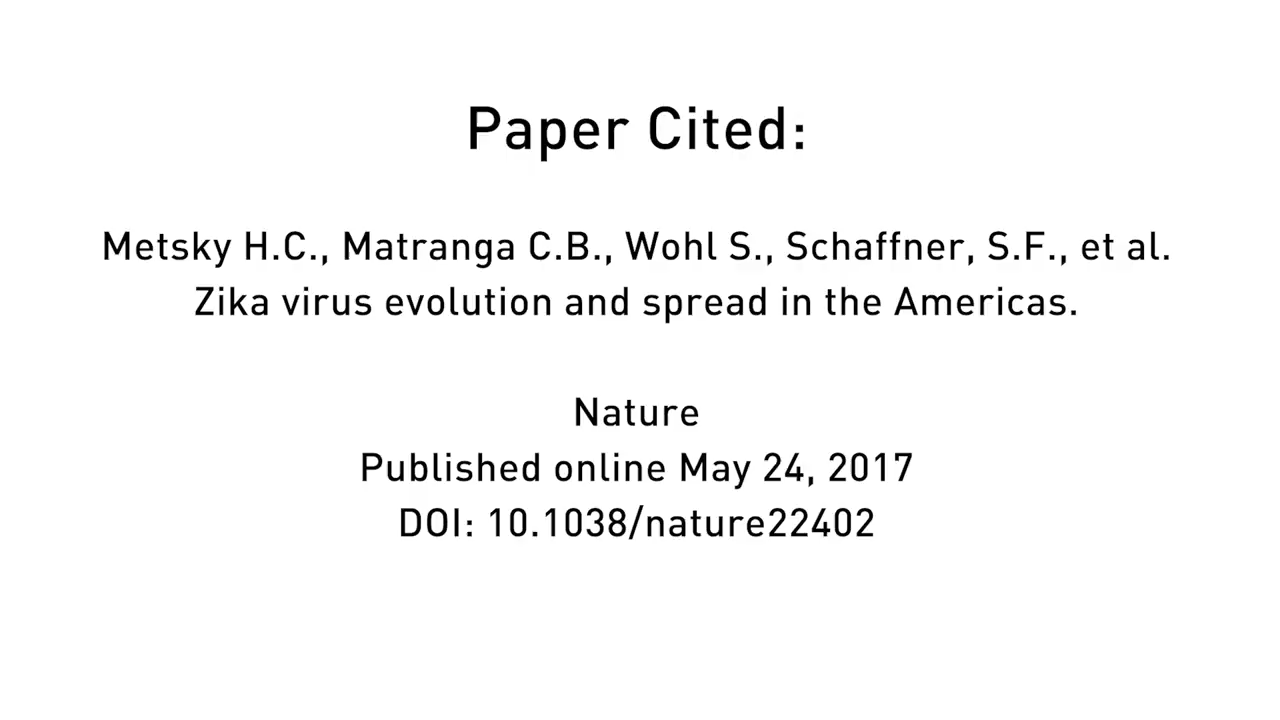 Paper Cited:
Metsky H.C., Matranga C.B., Wohl S., Schaffner, S.F., et al.
Zika virus evolution and spread in the Americas.
Nature
Published online May 24, 2017
DOI: 10.1038/nature22402